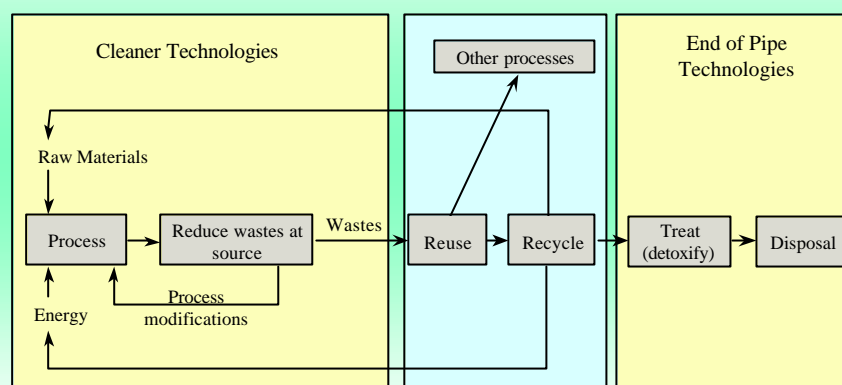 Cleaner Technologies
Other processes
End of Pipe
Technologies
Raw Materials
Process
Reduce wastes at
source
Wastes
Reuse
Recycle
Treat
(detoxify)
Disposal
Process
modifications
Energy